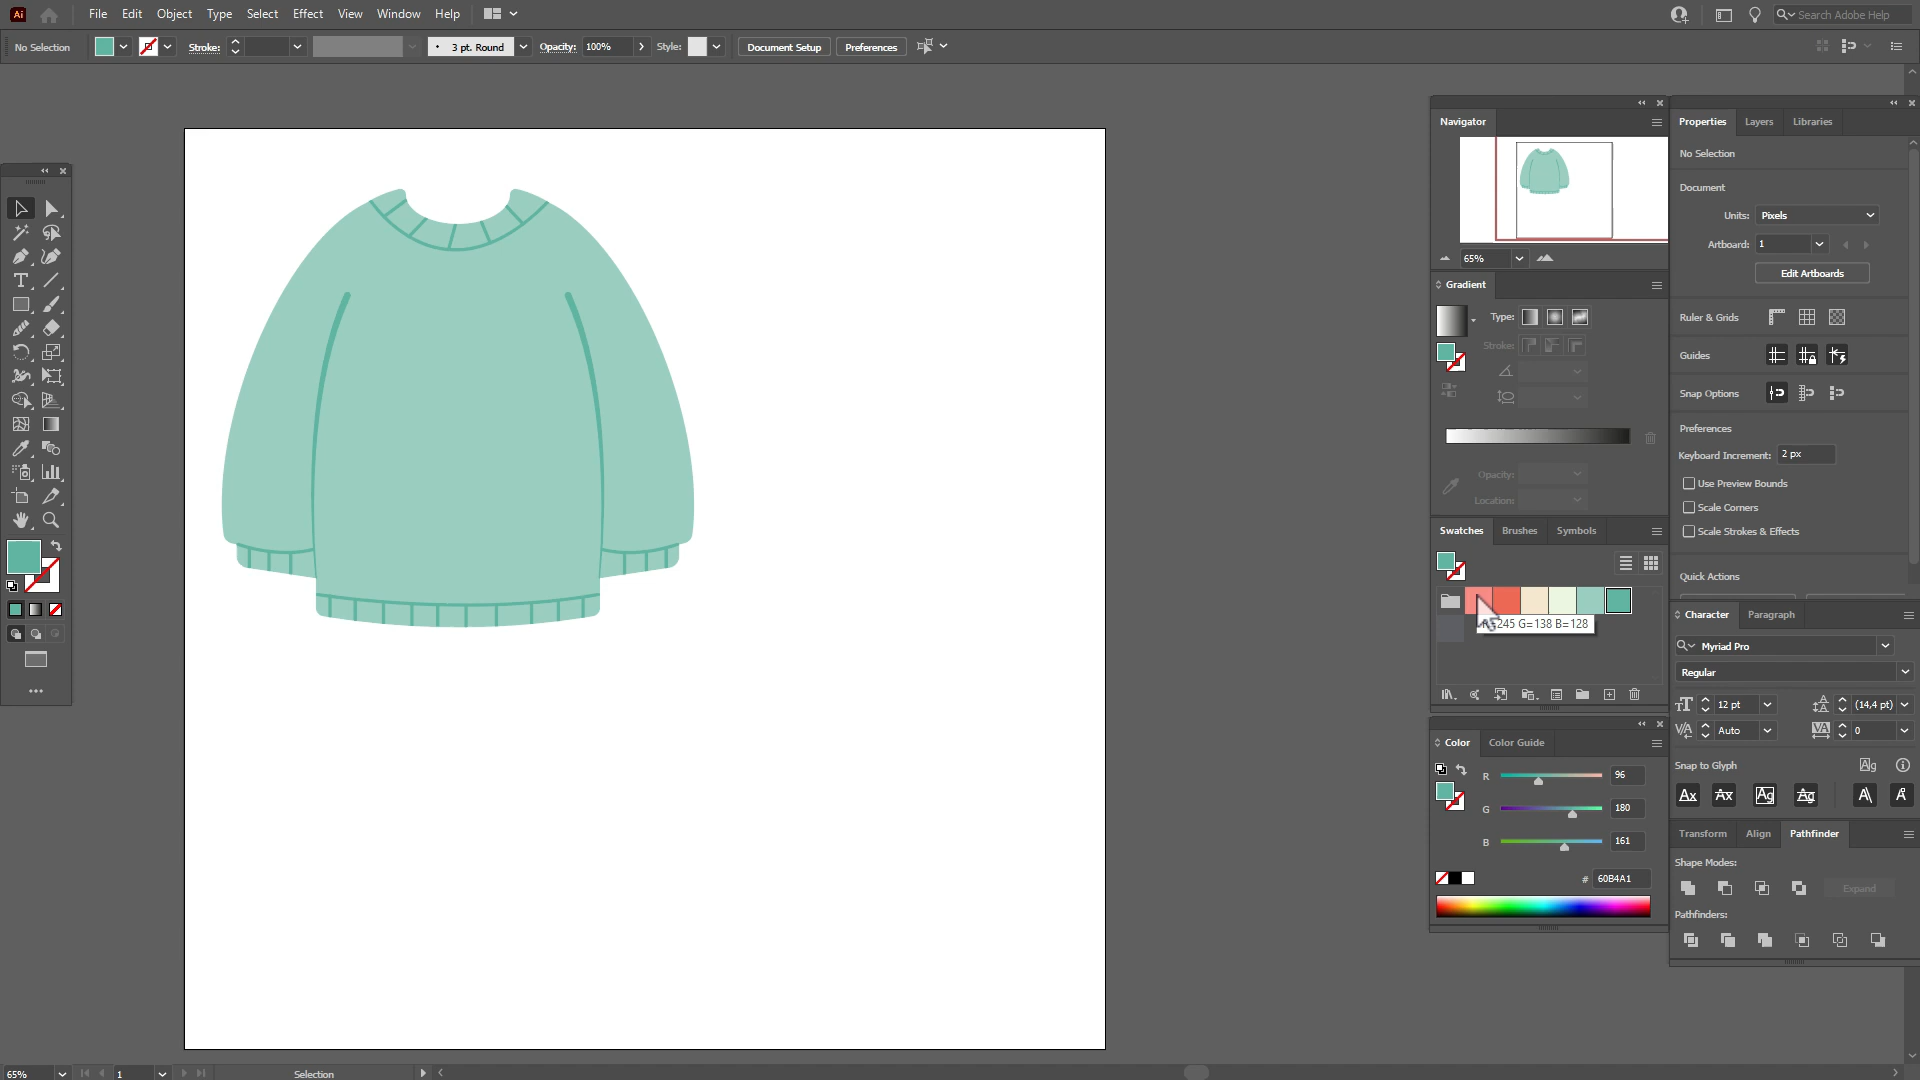 Ai File Edit Object Type Select Effect View Window Help Search Adobe Help
No Selection Stroke: 3 pt. Round Opacity: 100% Style: Document Setup Preferences
Navigator
65%
Gradient
Type:
Stroke:
Opacity:
Location:
Swatches Brushes Symbols
R=245 G=138 B=128
Color Color Guide
R 96
G 180
B 161
# 60B4A1
Properties Layers Libraries
No Selection
Document
Units: Pixels
Artboard: 1
Edit Artboards
Ruler & Grids
Guides
Snap Options
Preferences
Keyboard Increment: 2 px
Use Preview Bounds
Scale Corners
Scale Strokes & Effects
Quick Actions
Character Paragraph
Myriad Pro
Regular
12 pt (14,4 pt)
Auto 0
Snap to Glyph
Transform Align Pathfinder
Shape Modes:
Expand
Pathfinders:
65% 1 Selection